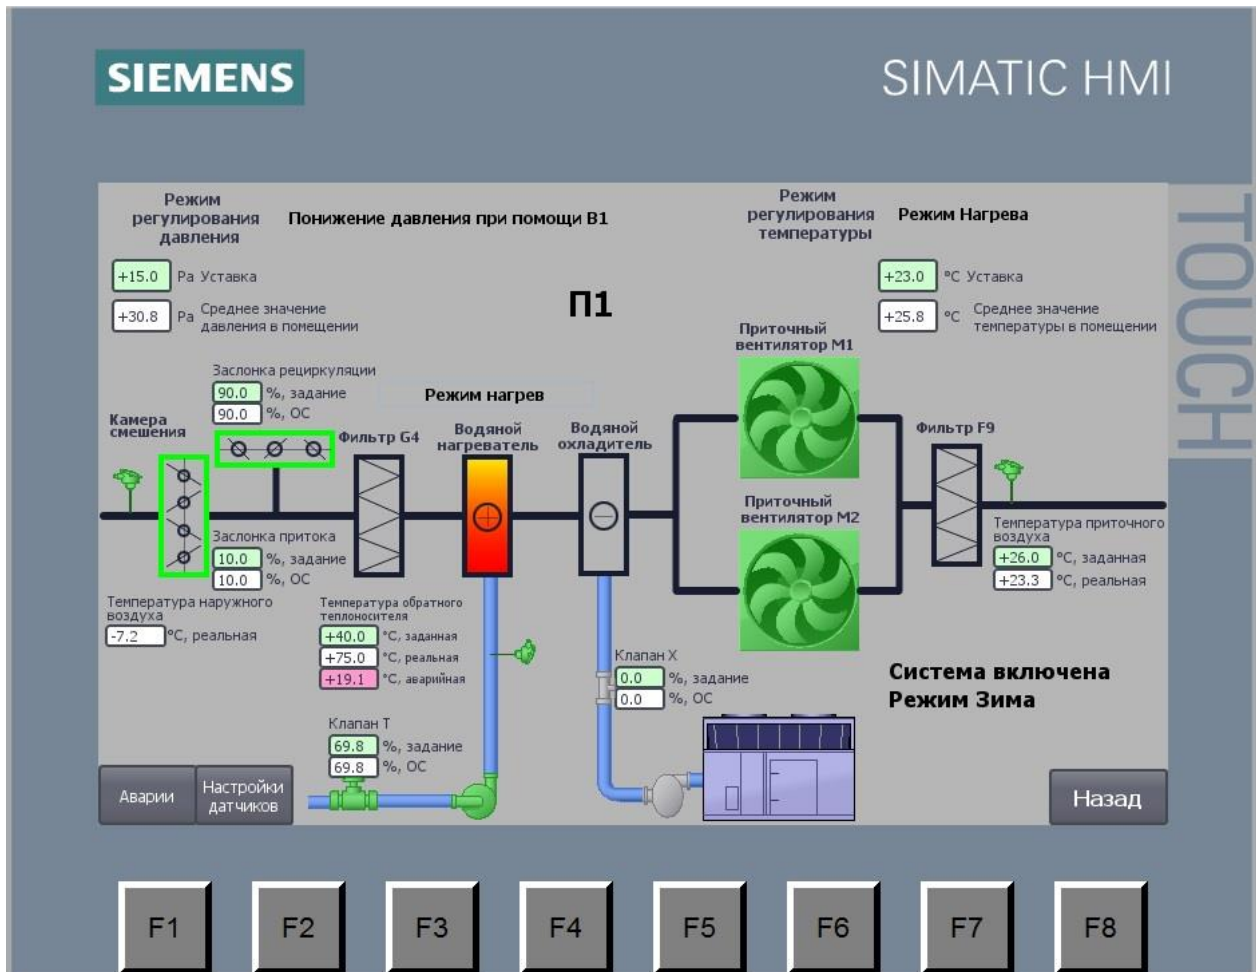 SIEMENS
SIMATIC HMI
TOUCH
Режим
регулирования
давления
Понижение давления при помощи В1
Режим
регулирования
температуры
Режим Нагрева
+15.0 Pa Уставка
+30.8 Pa Среднее значение
давления в помещении
П1
+23.0 °C Уставка
+25.8 °C Среднее значение
температуры в помещении
Приточный
вентилятор М1
Заслонка рециркуляции
90.0 %, задание
90.0 %, ОС
Режим нагрев
Камера
смешения
Фильтр G4
Водяной
нагреватель
Водяной
охладитель
Фильтр F9
Приточный
вентилятор М2
Заслонка притока
10.0 %, задание
10.0 %, ОС
Температура приточного
воздуха
+26.0 °C, заданная
+23.3 °C, реальная
Температура наружного
воздуха
-7.2 °C, реальная
Температура обратного
теплоносителя
+40.0 °C, заданная
+75.0 °C, реальная
+19.1 °C, аварийная
Клапан Х
0.0 %, задание
0.0 %, ОС
Система включена
Режим Зима
Клапан Т
69.8 %, задание
69.8 %, ОС
Аварии
Настройки
датчиков
Назад
F1 F2 F3 F4 F5 F6 F7 F8